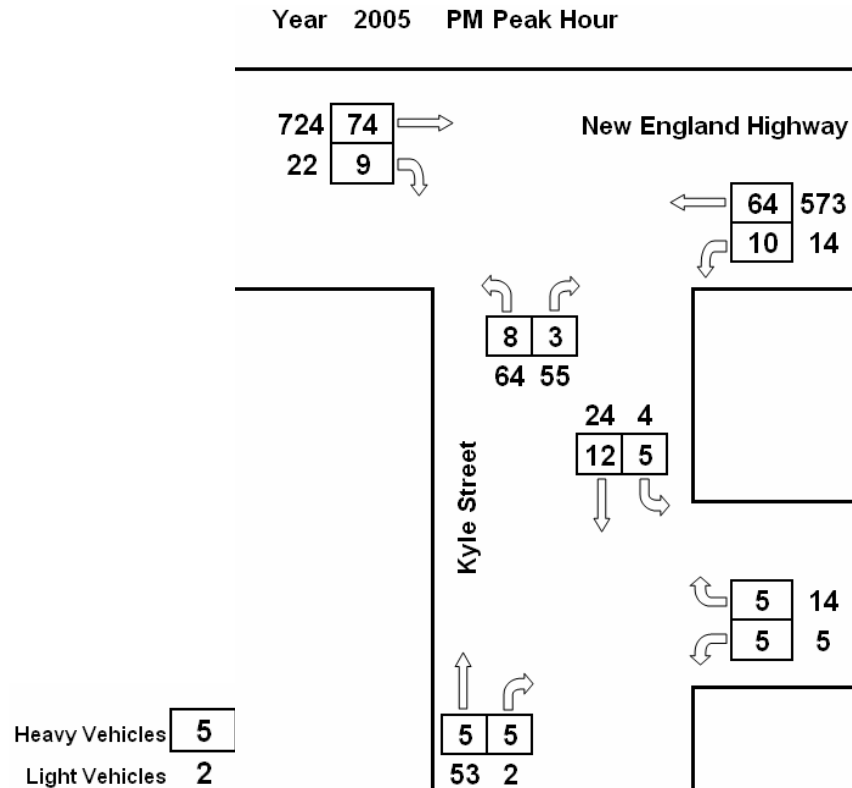 Year 2005 PM Peak Hour
724 74
New England Highway
22 9
64 573
10 14
8 3
64 55
24 4
12 5
Kyle Street
5 14
5 5
Heavy Vehicles 5
5 5
Light Vehicles 2
53 2